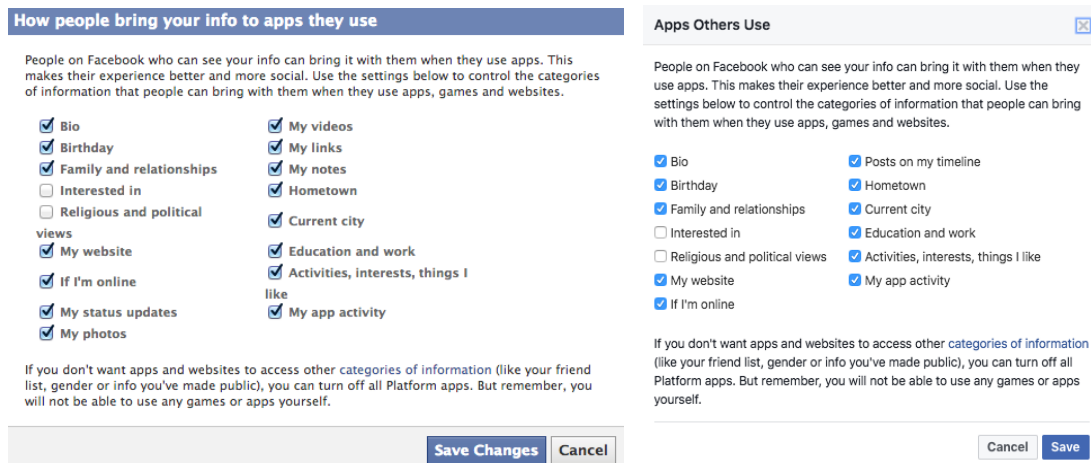 How people bring your info to apps they use
People on Facebook who can see your info can bring it with them when they use apps. This
makes their experience better and more social. Use the settings below to control the categories
of information that people can bring with them when they use apps, games and websites.
Bio
Birthday
Family and relationships
Interested in
Religious and political
views
My website
If I'm online
My status updates
My photos
My videos
My links
My notes
Hometown
Current city
Education and work
Activities, interests, things I
like
My app activity
If you don't want apps and websites to access other categories of information (like your friend
list, gender or info you've made public), you can turn off all Platform apps. But remember, you
will not be able to use any games or apps yourself.
Save Changes
Cancel
Apps Others Use
People on Facebook who can see your info can bring it with them when they
use apps. This makes their experience better and more social. Use the
settings below to control the categories of information that people can bring
with them when they use apps, games and websites.
Bio
Birthday
Family and relationships
Interested in
Religious and political views
My website
If I'm online
Posts on my timeline
Hometown
Current city
Education and work
Activities, interests, things I like
My app activity
If you don't want apps and websites to access other categories of information
(like your friend list, gender or info you've made public), you can turn off all
Platform apps. But remember, you will not be able to use any games or apps
yourself.
Cancel
Save